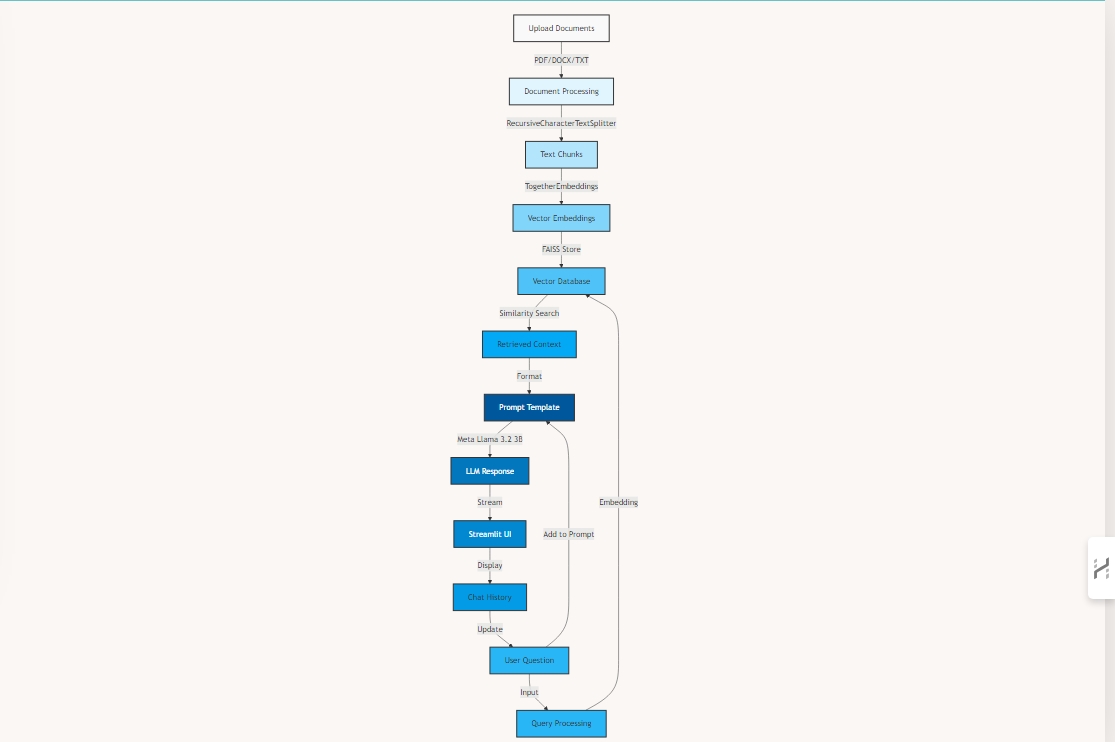 Upload Documents
PDF/DOCX/TXT
Document Processing
RecursiveCharacterTextSplitter
Text Chunks
TogetherEmbeddings
Vector Embeddings
FAISS Store
Vector Database
Similarity Search
Retrieved Context
Format
Prompt Template
Meta Llama 3.2 3B
LLM Response
Stream
Embedding
Streamlit UI
Add to Prompt
Display
Chat History
Update
User Question
Input
Query Processing